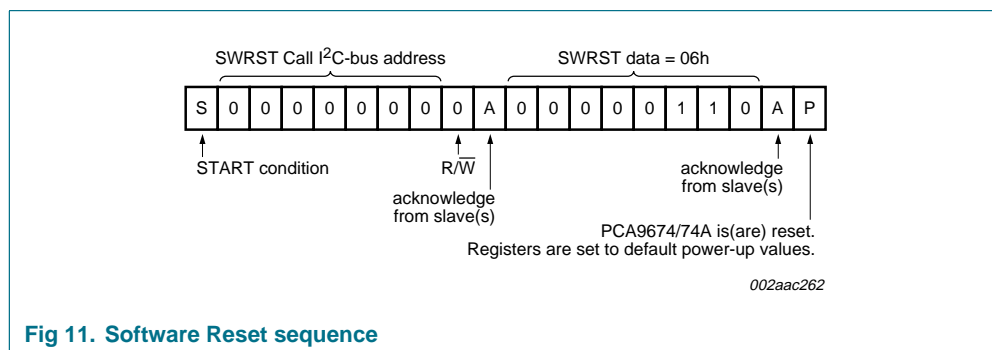 SWRST Call I2C-bus address
SWRST data = 06h
S 0 0 0 0 0 0 0 0 A 0 0 0 0 0 1 1 0 A P
START condition
R/W
acknowledge
from slave(s)
acknowledge
from slave(s)
PCA9674/74A is(are) reset.
Registers are set to default power-up values.
002aac262
Fig 11. Software Reset sequence